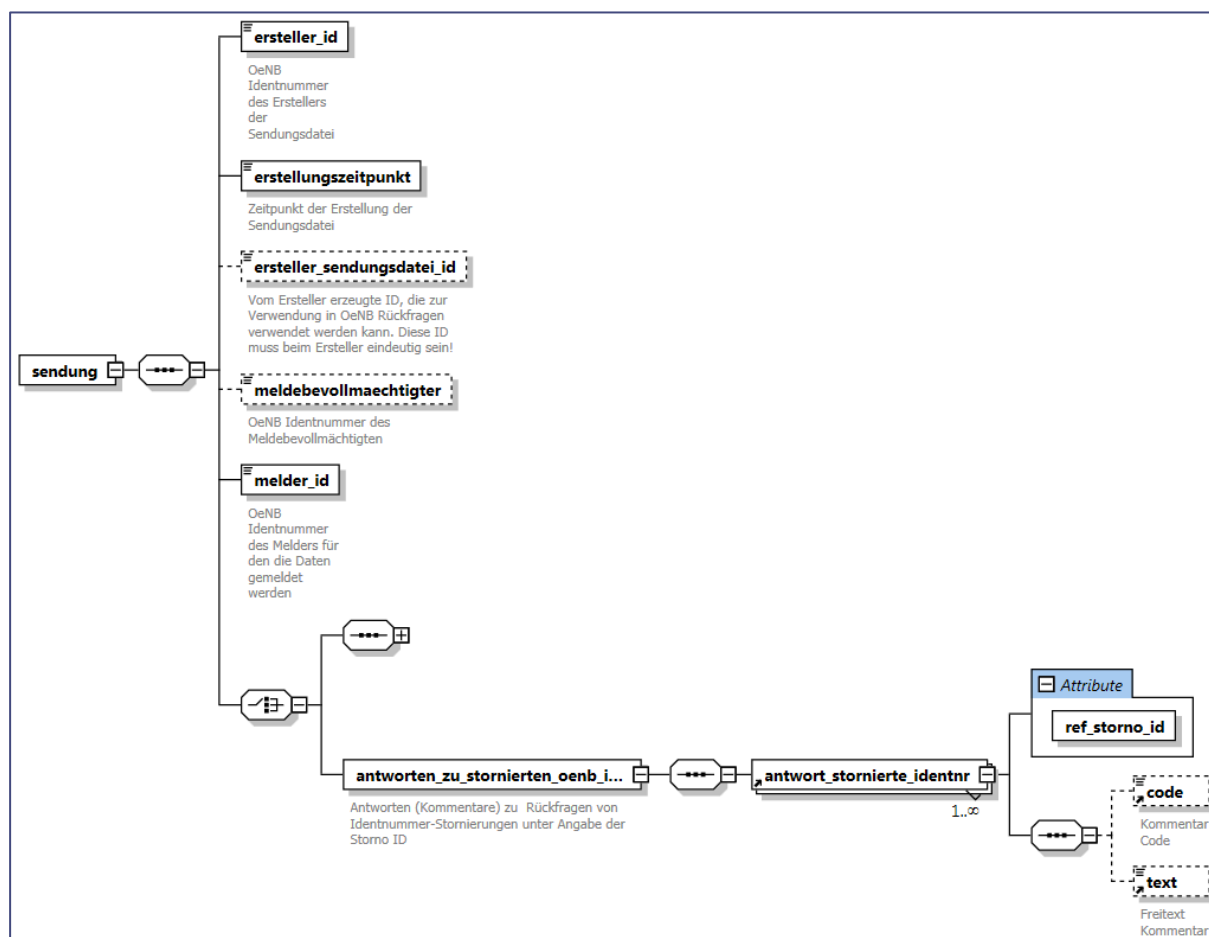 ersteller_id
OeNB
Identnummer
des Erstellers
der
Sendungsdatei
erstellungszeitpunkt
Zeitpunkt der Erstellung der
Sendungsdatei
ersteller_sendungsdatei_id
Vom Ersteller erzeugte ID, die zur
Verwendung in OeNB Rückfragen
verwendet werden kann. Diese ID
muss beim Ersteller eindeutig sein!
sendung
meldebevollmaechtigter
OeNB Identnummer des
Meldebevollmächtigten
melder_id
OeNB
Identnummer
des Melders für
den die Daten
gemeldet
werden
Attribute
ref_storno_id
antworten_zu_stornierten_oenb_i...
Antworten (Kommentare) zu Rückfragen von
Identnummer-Stornierungen unter Angabe der
Storno ID
antwort_stornierte_identnr
1..∞
code
Kommentar
Code
text
Freitext
Kommentar